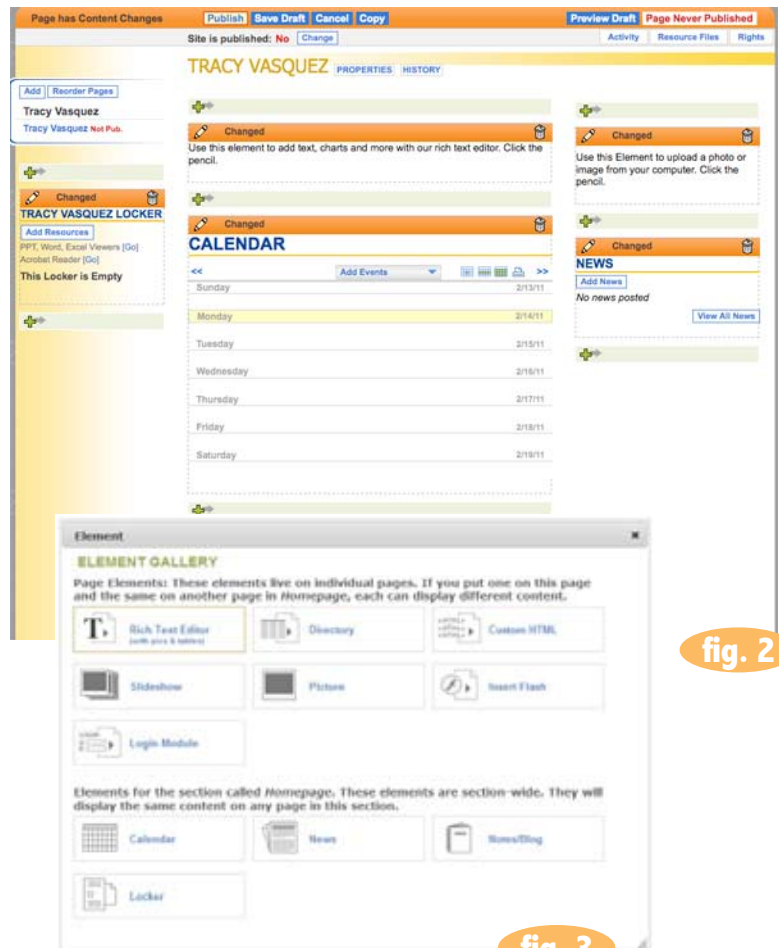 Page has Content Changes
Publish Save Draft Cancel Copy
Preview Draft Page Never Published
Site is published: No Change
Activity Resource Files Rights
TRACY VASQUEZ PROPERTIES HISTORY
Add Reorder Pages
Tracy Vasquez
Tracy Vasquez Not Pub.
Changed
TRACY VASQUEZ LOCKER
Add Resources
PPT, Word, Excel Viewers [Go]
Acrobat Reader [Go]
This Locker is Empty
Changed
Use this element to add text, charts and more with our rich text editor. Click the
pencil.
Changed
CALENDAR
<< Add Events >>
Sunday 2/13/11
Monday 2/14/11
Tuesday 2/15/11
Wednesday 2/16/11
Thursday 2/17/11
Friday 2/18/11
Saturday 2/19/11
Changed
Use this Element to upload a photo or
image from your computer. Click the
pencil.
Changed
NEWS
Add News
No news posted
View All News
fig. 2
Element
ELEMENT GALLERY
Page Elements: These elements live on individual pages. If you put one on this page
and the same on another page in Homepage, each can display different content.
Rich Text Editor
(with pics & tables)
Directory
Custom HTML
Slideshow
Picture
Insert Flash
Login Module
Elements for the section called Homepage. These elements are section-wide. They will
display the same content on any page in this section.
Calendar
News
Notes/Blog
Locker
fig. 3